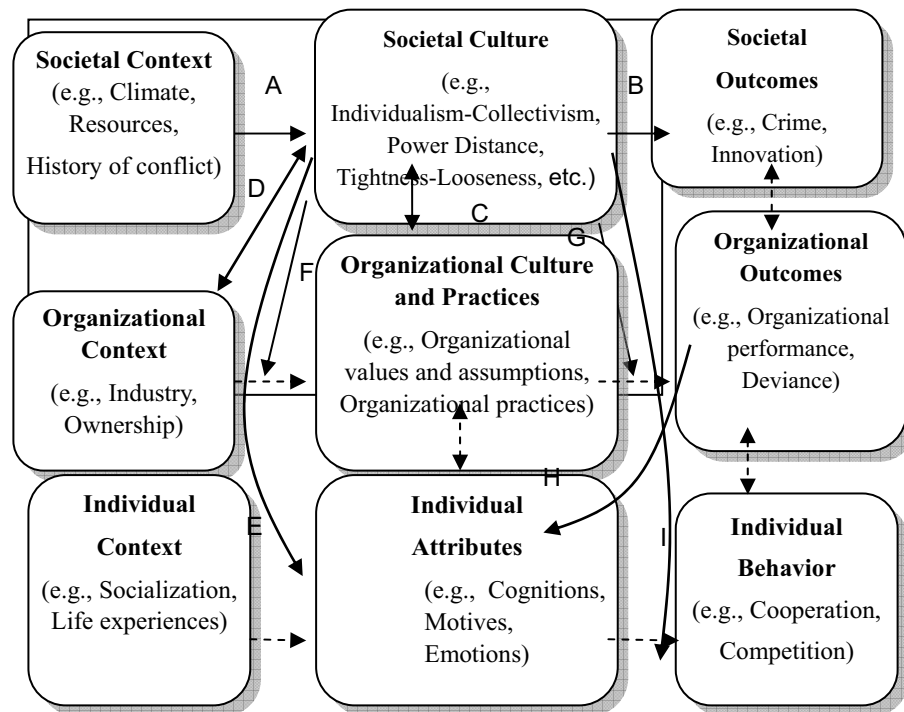 Societal Context
(e.g., Climate,
Resources,
History of conflict)
A
Societal Culture
(e.g.,
Individualism-Collectivism,
Power Distance,
Tightness-Looseness, etc.)
B
Societal
Outcomes
(e.g., Crime,
Innovation)
D
C
G
F
Organizational
Context
(e.g., Industry,
Ownership)
Organizational Culture
and Practices
(e.g., Organizational
values and assumptions,
Organizational practices)
Organizational
Outcomes
(e.g., Organizational
performance,
Deviance)
H
E
I
Individual
Context
(e.g., Socialization,
Life experiences)
Individual
Attributes
(e.g., Cognitions,
Motives,
Emotions)
Individual
Behavior
(e.g., Cooperation,
Competition)